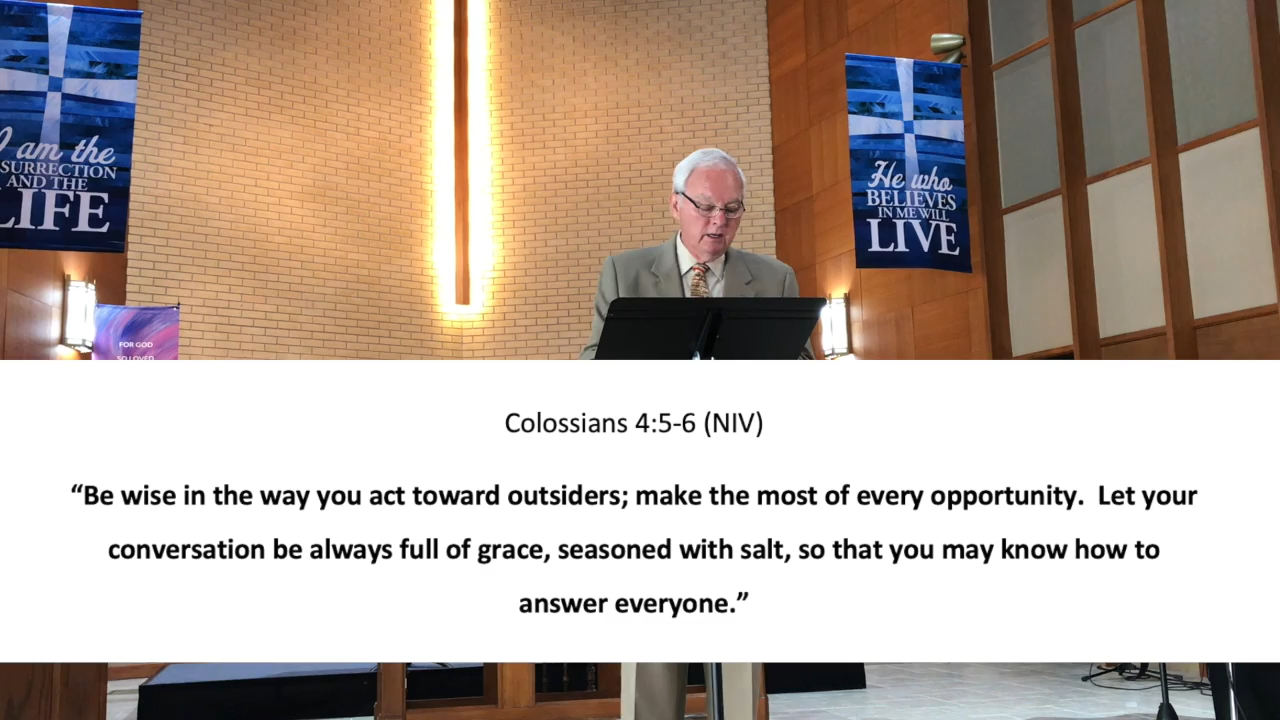 I am the
SURRECTION
AND THE
LIFE
He who
BELIEVES
IN ME WILL
LIVE
FOR GOD
SO LOVED
Colossians 4:5-6 (NIV)
“Be wise in the way you act toward outsiders; make the most of every opportunity.  Let your
conversation be always full of grace, seasoned with salt, so that you may know how to
answer everyone.”